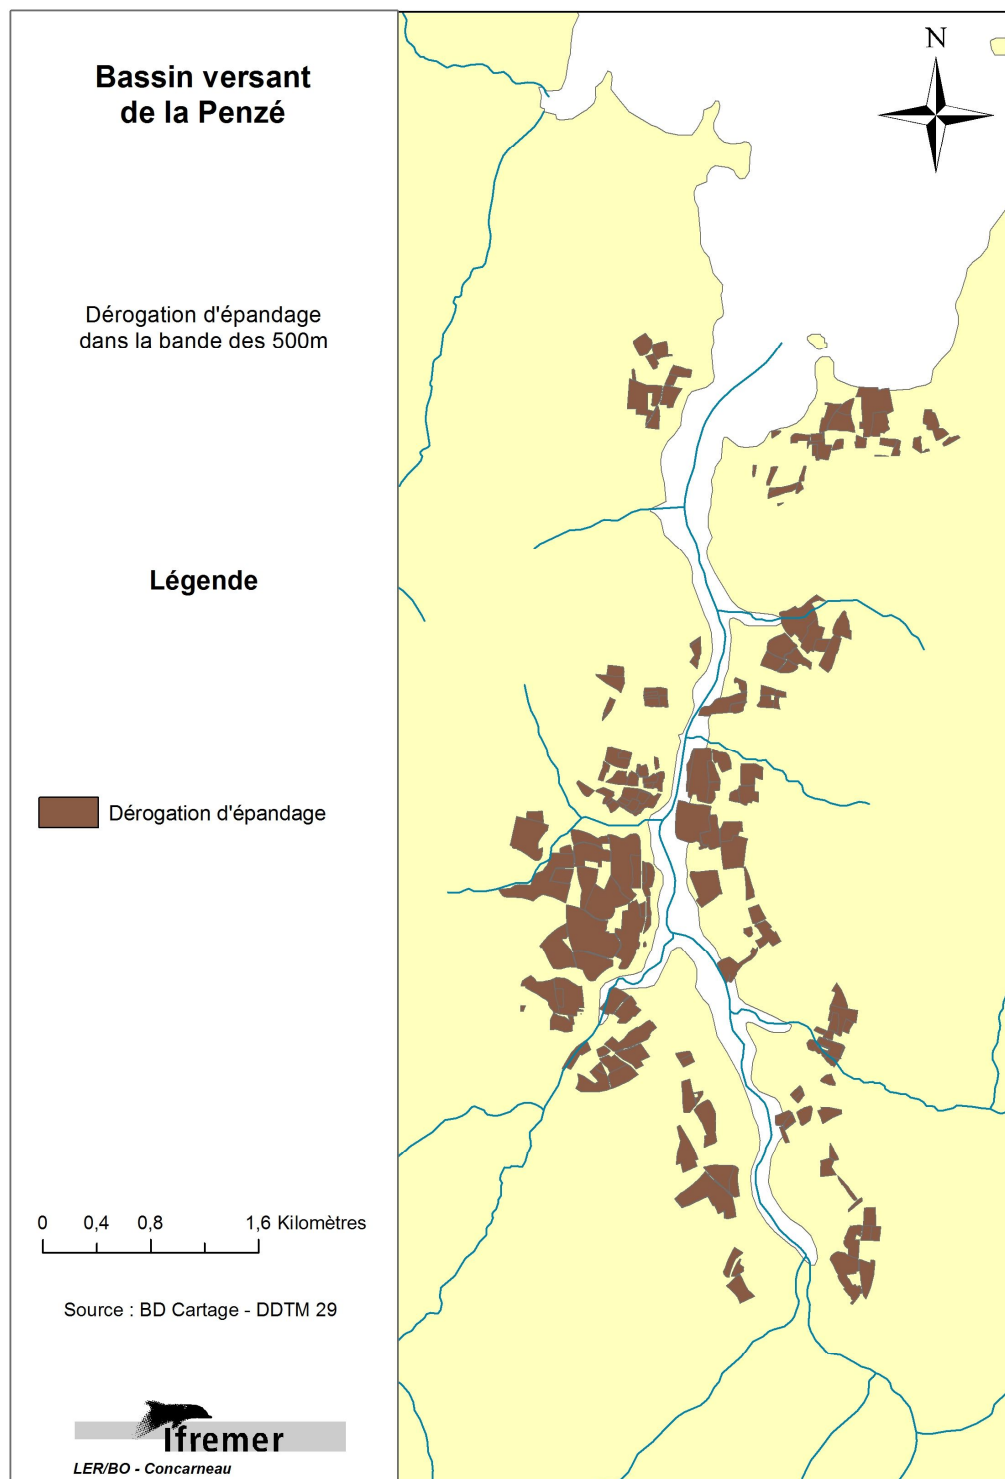 Bassin versant
de la Penzé
N
Dérogation d'épandage
dans la bande des 500m
Légende
Dérogation d'épandage
0 0,4 0,8 1,6 Kilomètres
Source : BD Cartage - DDTM 29
Ifremer
LER/BO - Concarneau